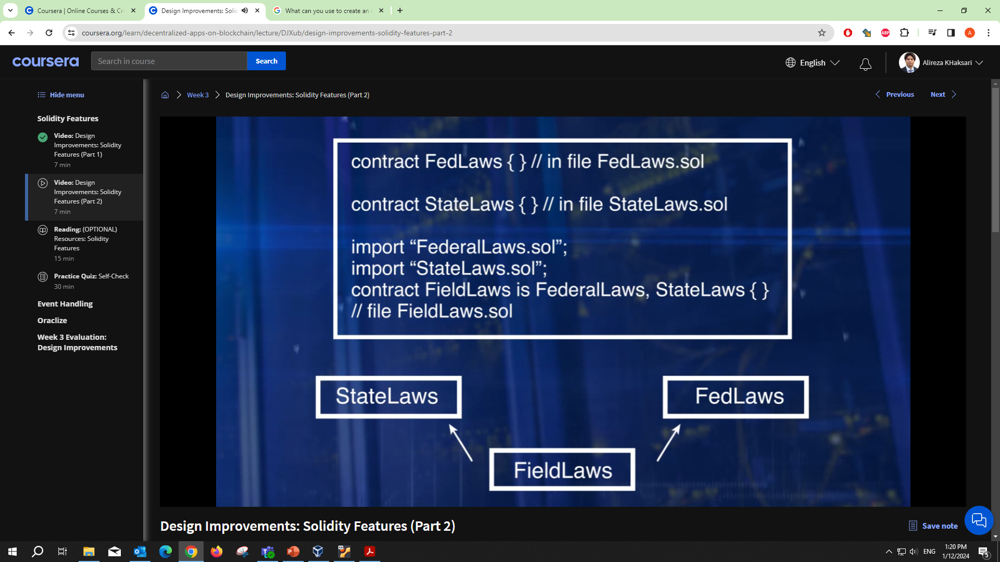 Coursera | Online Courses & Cr
Design Improvements: Solid
What can you use to create an
coursera.org/learn/decentralized-apps-on-blockchain/lecture/DJXub/design-improvements-solidity-features-part-2
ABP
A
coursera
Search in course
Search
English
Alireza KHaksari
Hide menu
Week 3
Design Improvements: Solidity Features (Part 2)
Previous
Next
Solidity Features
Video: Design
Improvements: Solidity
Features (Part 1)
7 min
Video: Design
Improvements: Solidity
Features (Part 2)
7 min
Reading: (OPTIONAL)
Resources: Solidity
Features
15 min
Practice Quiz: Self-Check
30 min
Event Handling
Oraclize
Week 3 Evaluation:
Design Improvements
contract FedLaws { } // in file FedLaws.sol
contract StateLaws { } // in file StateLaws.sol
import “FederalLaws.sol”;
import “StateLaws.sol”;
contract FieldLaws is FederalLaws, StateLaws { }
// file FieldLaws.sol
StateLaws
FedLaws
FieldLaws
Design Improvements: Solidity Features (Part 2)
Save note
ENG
1:20 PM
1/12/2024
5